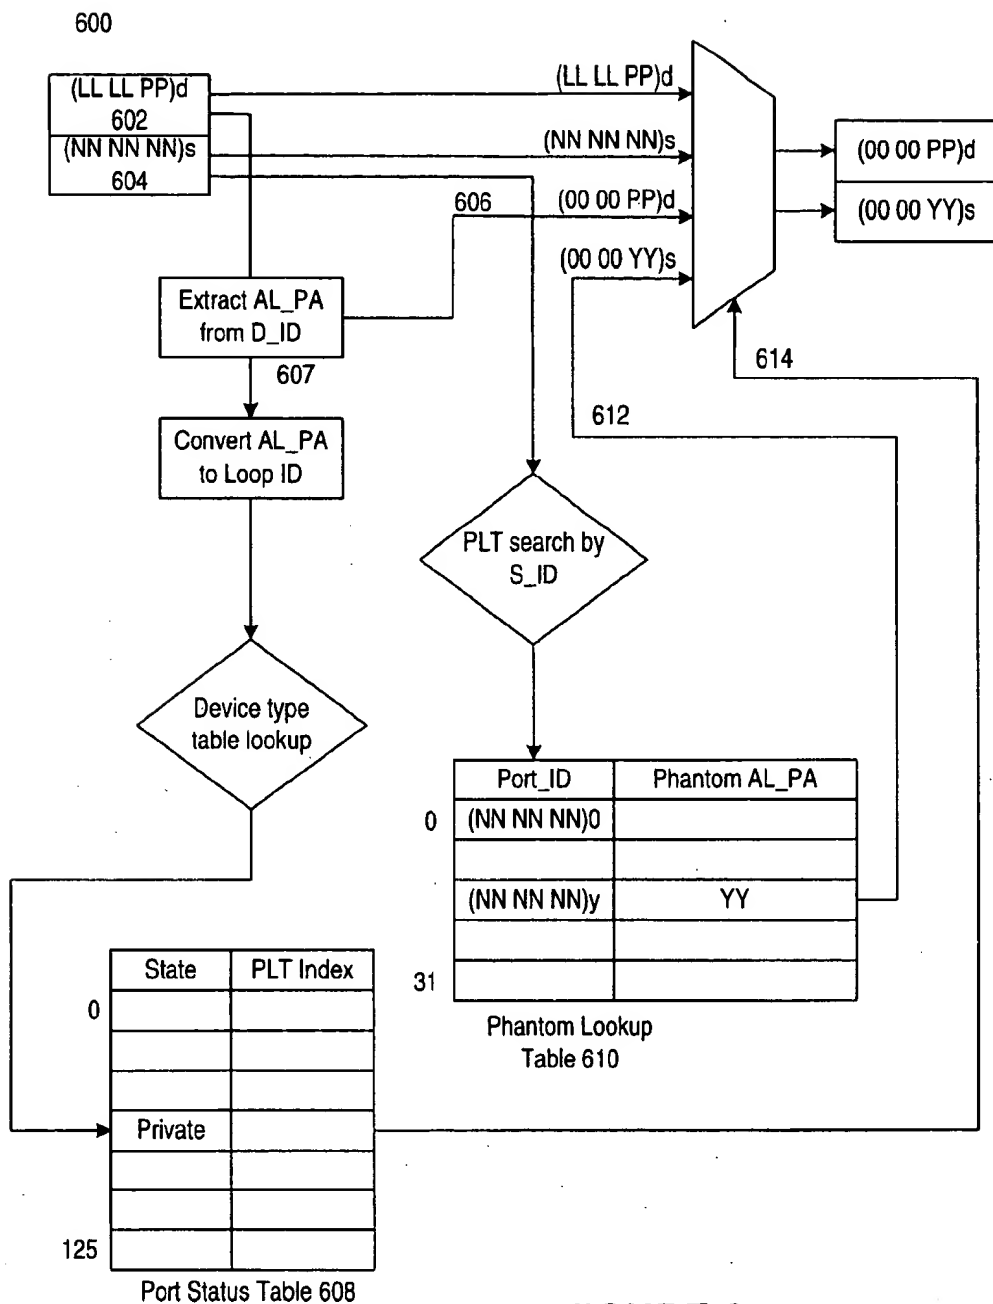 600
(LL LL PP)d
602
(NN NN NN)s
604
(LL LL PP)d
(NN NN NN)s
606
(00 00 PP)d
(00 00 YY)s
(00 00 PP)d
(00 00 YY)s
Extract AL_PA
from D_ID
607
614
612
Convert AL_PA
to Loop ID
PLT search by
S_ID
Device type
table lookup
Port_ID
Phantom AL_PA
0
(NN NN NN)0
(NN NN NN)y
YY
31
Phantom Lookup
Table 610
State
PLT Index
0
Private
125
Port Status Table 608